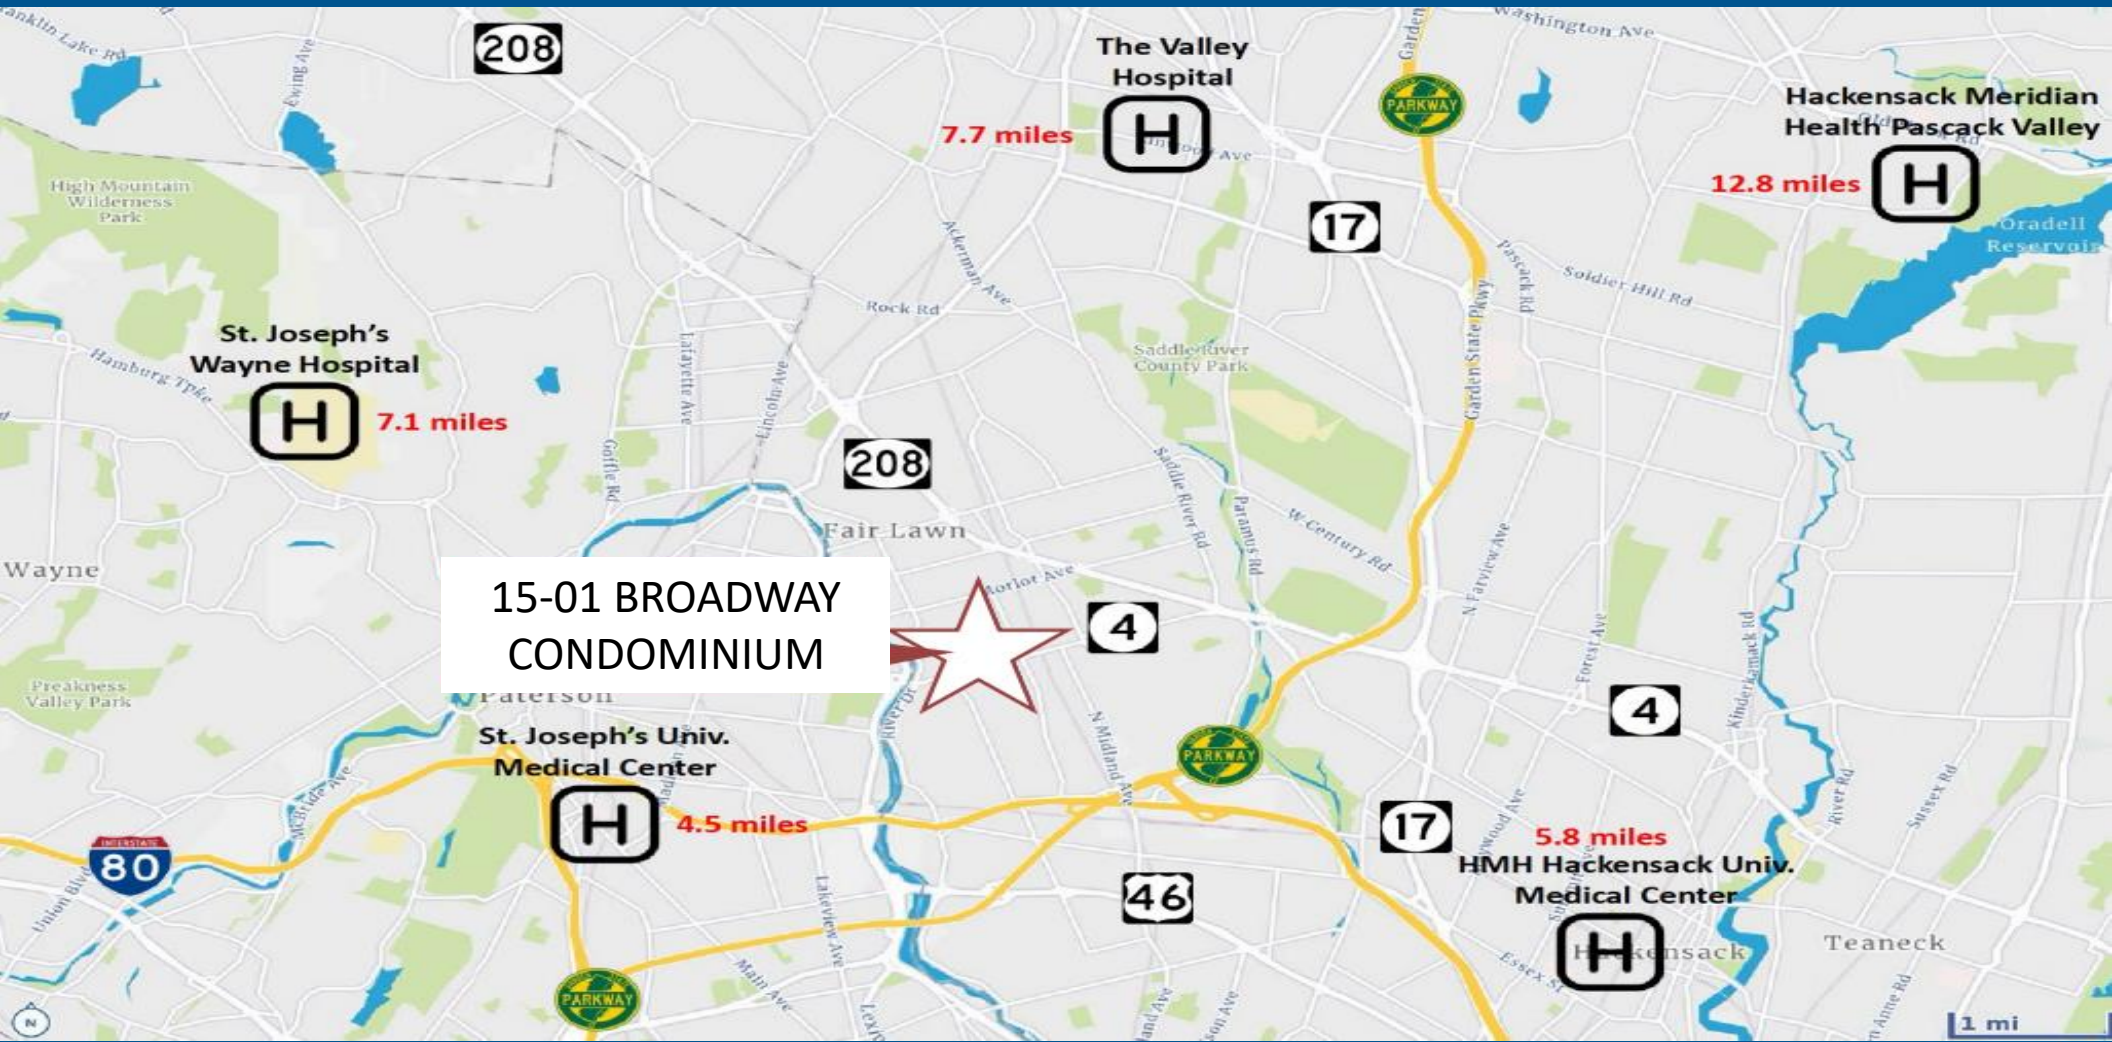 Franklin Lake Rd
Ewing Ave
208
The Valley
Hospital
7.7 miles
Garden
PARKWAY
Washington Ave
Hackensack Meridian
Health Pascack Valley
12.8 miles
H
H
Ave
17
High Mountain
Wilderness
Park
Ackerman Ave
Pascack Rd
Soldier Hill Rd
Oradell
Reservoir
Rock Rd
Garden State Pkwy
St. Joseph's
Wayne Hospital
H
7.1 miles
Hamburg Tpke
Lafayette Ave
Lincoln Ave
Goffle Rd
Saddle River
County Park
208
Saddle River Rd
Paramus Rd
W Century Rd
N Farview Ave
Fair Lawn
Wayne
15-01 BROADWAY
CONDOMINIUM
Morlot Ave
4
Forest Ave
Kinderkamack Rd
4
Preakness
Valley Park
Paterson
River Dr
N Midland Ave
PARKWAY
St. Joseph's Univ.
Medical Center
H
4.5 miles
McBride Ave
INTERSTATE
80
Union Blvd
17
5.8 miles
HMH Hackensack Univ.
Medical Center
H
Hackensack
River Rd
Sussex Rd
Teaneck
46
Lakeview Ave
Main Ave
PARKWAY
Essex St
N
1 mi